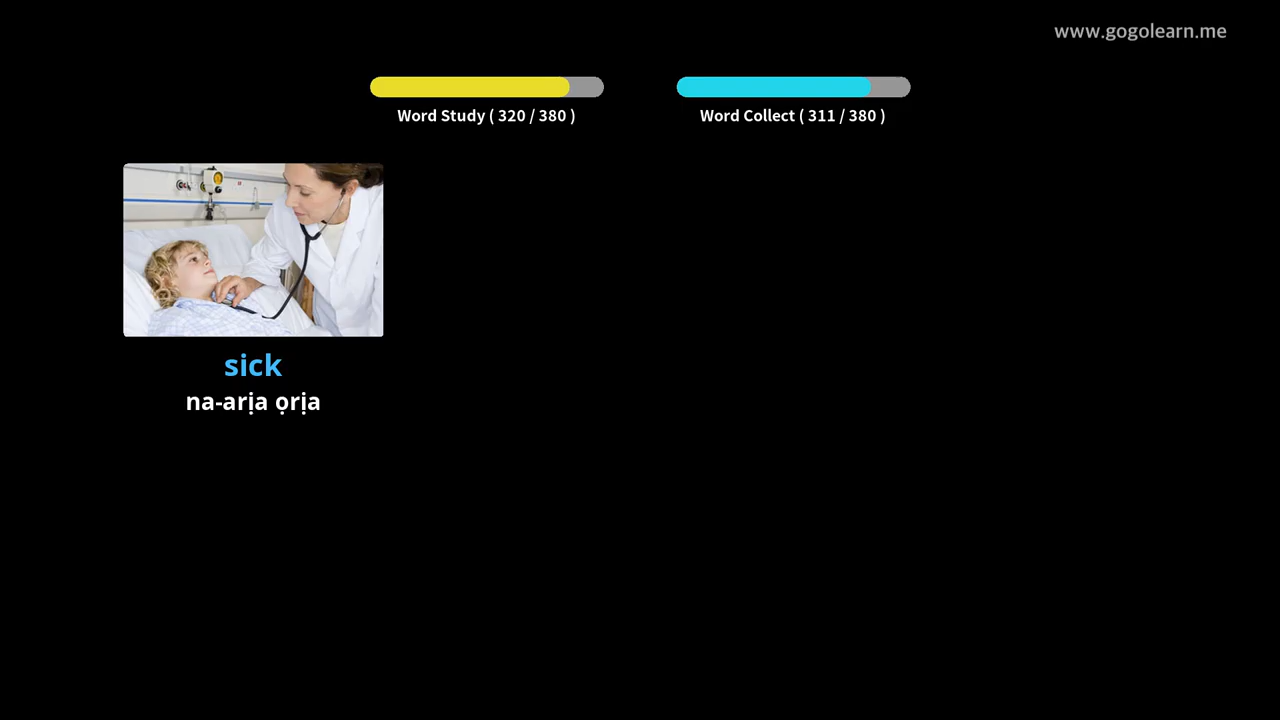 www.gogolearn.me
Word Study ( 320 / 380 )
Word Collect ( 311 / 380 )
sick
na-arịa ọrịa